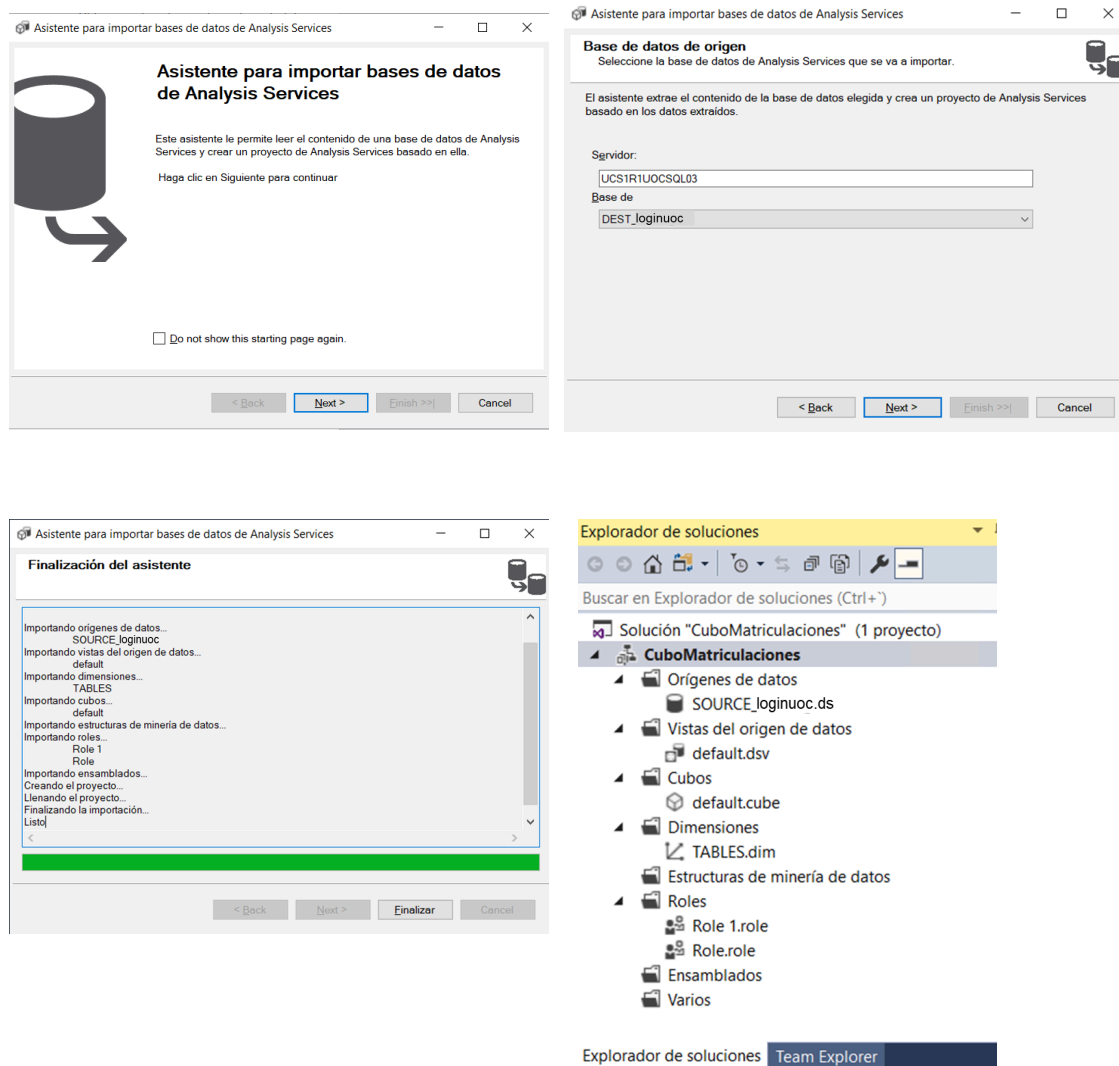 Asistente para importar bases de datos de Analysis Services
Asistente para importar bases de datos
de Analysis Services
Este asistente le permite leer el contenido de una base de datos de Analysis
Services y crear un proyecto de Analysis Services basado en ella.
Haga clic en Siguiente para continuar
Do not show this starting page again.
< Back
Next >
Finish >>|
Cancel
Asistente para importar bases de datos de Analysis Services
Base de datos de origen
Seleccione la base de datos de Analysis Services que se va a importar.
El asistente extrae el contenido de la base de datos elegida y crea un proyecto de Analysis Services
basado en los datos extraídos.
Servidor:
UCS1R1UOCSQL03
Base de
DEST_loginuoc
< Back
Next >
Finish >>|
Cancel
Asistente para importar bases de datos de Analysis Services
Finalización del asistente
Importando orígenes de datos...
SOURCE_loginuoc
Importando vistas del origen de datos...
default
Importando dimensiones...
TABLES
Importando cubos...
default
Importando estructuras de minería de datos...
Importando roles...
Role 1
Role
Importando ensamblados...
Creando el proyecto...
Llenando el proyecto...
Finalizando la importación...
Listo
< Back
Next >
Finalizar
Cancel
Explorador de soluciones
Buscar en Explorador de soluciones (Ctrl+`)
Solución "CuboMatriculaciones" (1 proyecto)
CuboMatriculaciones
Orígenes de datos
SOURCE_loginuoc.ds
Vistas del origen de datos
default.dsv
Cubos
default.cube
Dimensiones
TABLES.dim
Estructuras de minería de datos
Roles
Role 1.role
Role.role
Ensamblados
Varios
Explorador de soluciones
Team Explorer